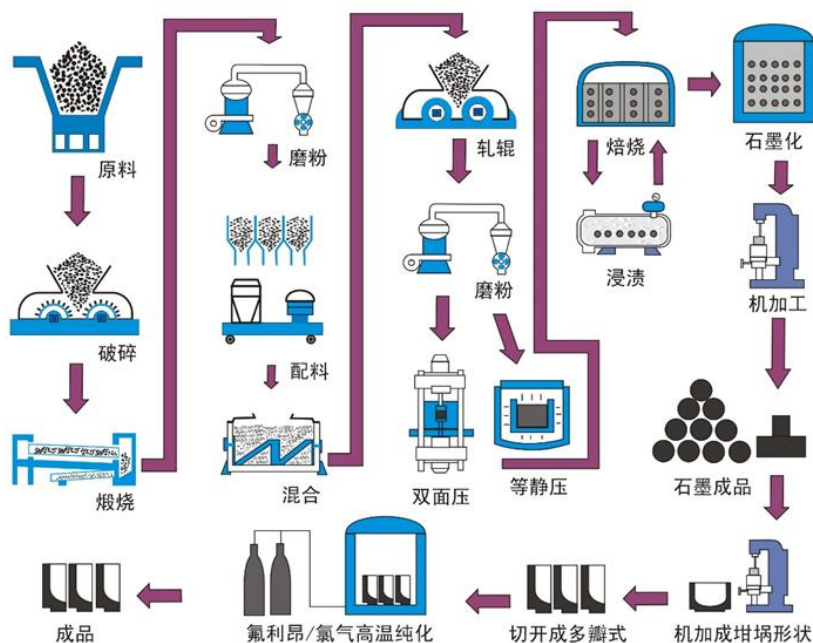 原料
破碎
煅烧
磨粉
配料
混合
轧辊
磨粉
双面压
等静压
焙烧
浸渍
石墨化
机加工
石墨成品
机加成坩埚形状
切开成多瓣式
氟利昂/氯气高温纯化
成品